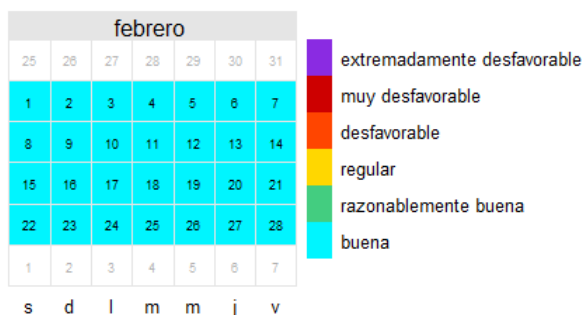 febrero
25 26 27 28 29 30 31
1 2 3 4 5 6 7
8 9 10 11 12 13 14
15 16 17 18 19 20 21
22 23 24 25 26 27 28
1 2 3 4 5 6 7
s d l m m j v
extremadamente desfavorable
muy desfavorable
desfavorable
regular
razonablemente buena
buena